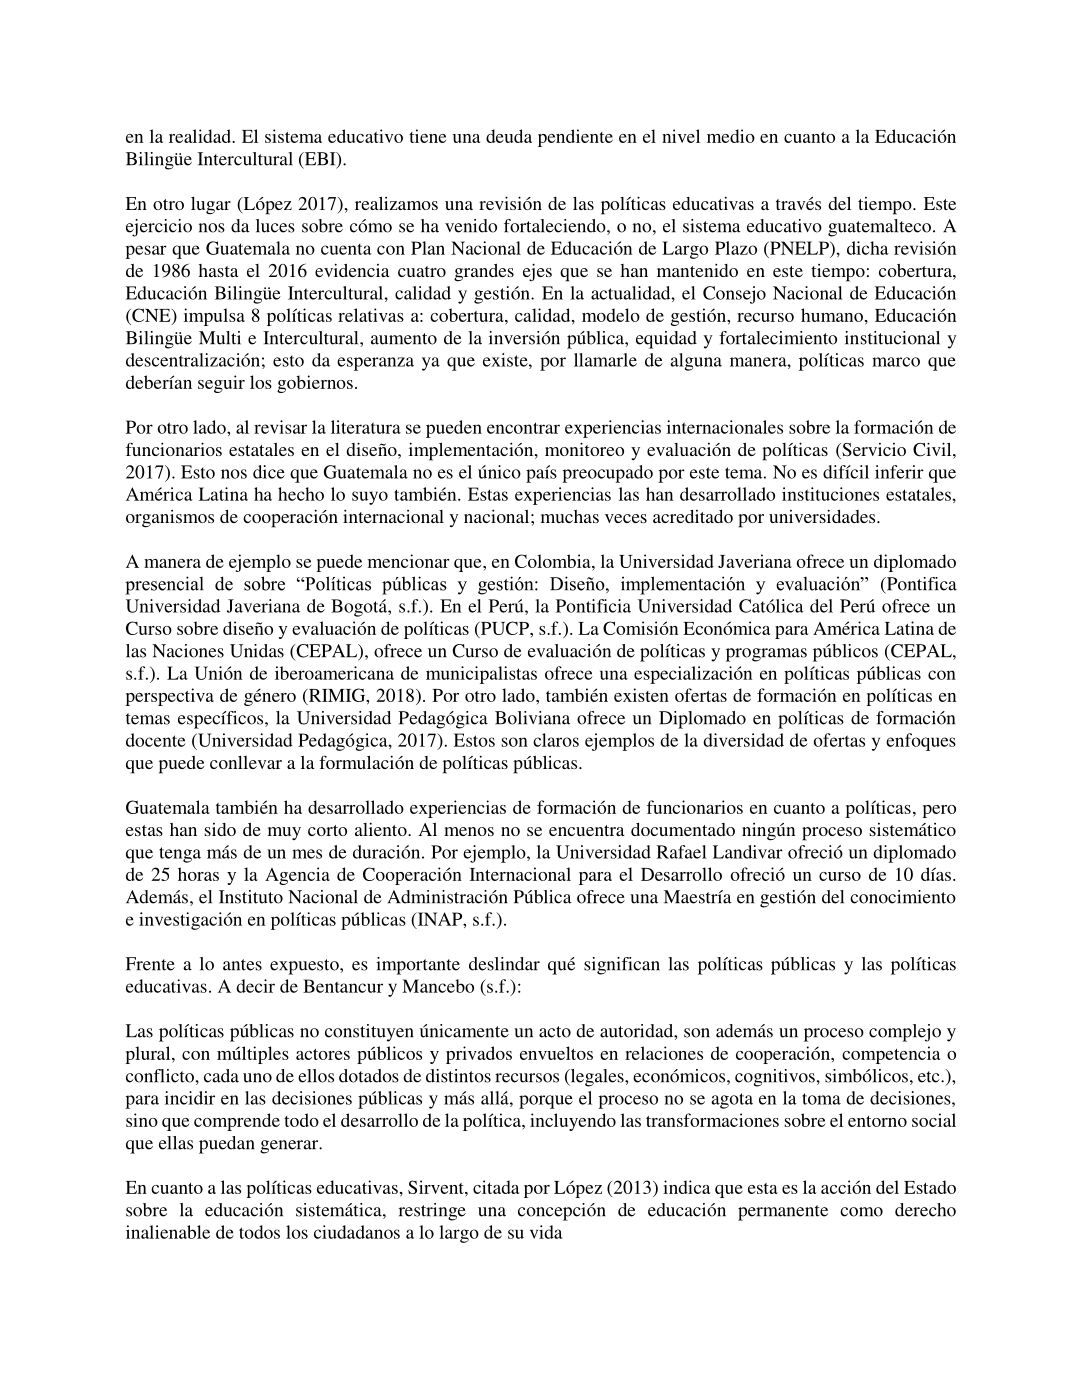 en la realidad. El sistema educativo tiene una deuda pendiente en el nivel medio en cuanto a la Educación
Bilingüe Intercultural (EBI).
En otro lugar (López 2017), realizamos una revisión de las políticas educativas a través del tiempo. Este
ejercicio nos da luces sobre cómo se ha venido fortaleciendo, o no, el sistema educativo guatemalteco. A
pesar que Guatemala no cuenta con Plan Nacional de Educación de Largo Plazo (PNELP), dicha revisión
de 1986 hasta el 2016 evidencia cuatro grandes ejes que se han mantenido en este tiempo: cobertura,
Educación Bilingüe Intercultural, calidad y gestión. En la actualidad, el Consejo Nacional de Educación
(CNE) impulsa 8 políticas relativas a: cobertura, calidad, modelo de gestión, recurso humano, Educación
Bilingüe Multi e Intercultural, aumento de la inversión pública, equidad y fortalecimiento institucional y
descentralización; esto da esperanza ya que existe, por llamarle de alguna manera, políticas marco que
deberían seguir los gobiernos.
Por otro lado, al revisar la literatura se pueden encontrar experiencias internacionales sobre la formación de
funcionarios estatales en el diseño, implementación, monitoreo y evaluación de políticas (Servicio Civil,
2017). Esto nos dice que Guatemala no es el único país preocupado por este tema. No es difícil inferir que
América Latina ha hecho lo suyo también. Estas experiencias las han desarrollado instituciones estatales,
organismos de cooperación internacional y nacional; muchas veces acreditado por universidades.
A manera de ejemplo se puede mencionar que, en Colombia, la Universidad Javeriana ofrece un diplomado
presencial de sobre “Políticas públicas y gestión: Diseño, implementación y evaluación” (Pontifica
Universidad Javeriana de Bogotá, s.f.). En el Perú, la Pontificia Universidad Católica del Perú ofrece un
Curso sobre diseño y evaluación de políticas (PUCP, s.f.). La Comisión Económica para América Latina de
las Naciones Unidas (CEPAL), ofrece un Curso de evaluación de políticas y programas públicos (CEPAL,
s.f.). La Unión de iberoamericana de municipalistas ofrece una especialización en políticas públicas con
perspectiva de género (RIMIG, 2018). Por otro lado, también existen ofertas de formación en políticas en
temas específicos, la Universidad Pedagógica Boliviana ofrece un Diplomado en políticas de formación
docente (Universidad Pedagógica, 2017). Estos son claros ejemplos de la diversidad de ofertas y enfoques
que puede conllevar a la formulación de políticas públicas.
Guatemala también ha desarrollado experiencias de formación de funcionarios en cuanto a políticas, pero
estas han sido de muy corto aliento. Al menos no se encuentra documentado ningún proceso sistemático
que tenga más de un mes de duración. Por ejemplo, la Universidad Rafael Landivar ofreció un diplomado
de 25 horas y la Agencia de Cooperación Internacional para el Desarrollo ofreció un curso de 10 días.
Además, el Instituto Nacional de Administración Pública ofrece una Maestría en gestión del conocimiento
e investigación en políticas públicas (INAP, s.f.).
Frente a lo antes expuesto, es importante deslindar qué significan las políticas públicas y las políticas
educativas. A decir de Bentancur y Mancebo (s.f.):
Las políticas públicas no constituyen únicamente un acto de autoridad, son además un proceso complejo y
plural, con múltiples actores públicos y privados envueltos en relaciones de cooperación, competencia o
conflicto, cada uno de ellos dotados de distintos recursos (legales, económicos, cognitivos, simbólicos, etc.),
para incidir en las decisiones públicas y más allá, porque el proceso no se agota en la toma de decisiones,
sino que comprende todo el desarrollo de la política, incluyendo las transformaciones sobre el entorno social
que ellas puedan generar.
En cuanto a las políticas educativas, Sirvent, citada por López (2013) indica que esta es la acción del Estado
sobre la educación sistemática, restringe una concepción de educación permanente como derecho
inalienable de todos los ciudadanos a lo largo de su vida